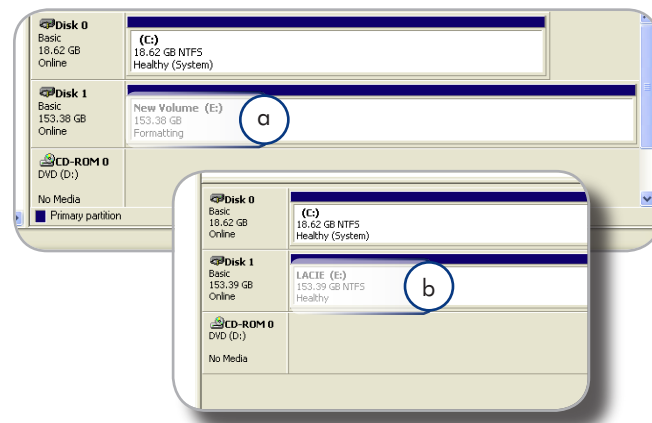 Disk 0
Basic
18.62 GB
Online
(C:)
18.62 GB NTFS
Healthy (System)
Disk 1
Basic
153.38 GB
Online
New Volume (E:)
153.38 GB
Formatting
a
CD-ROM 0
DVD (D:)
No Media
Primary partition
Disk 0
Basic
18.62 GB
Online
(C:)
18.62 GB NTFS
Healthy (System)
Disk 1
Basic
153.39 GB
Online
LACIE (E:)
153.39 GB NTFS
Healthy
b
CD-ROM 0
DVD (D:)
No Media